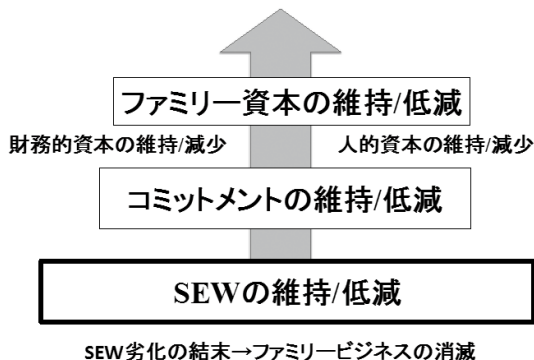 ファミリー資本の維持/低減
財務的資本の維持/減少 人的資本の維持/減少
コミットメントの維持/低減
SEWの維持/低減
SEW劣化の結末→ファミリービジネスの消滅